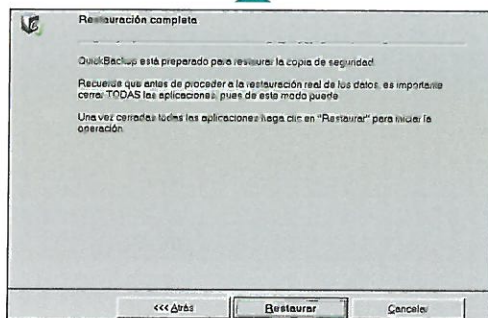 Restauración completa
QuickBackup está preparado para restaurar la copia de seguridad.
Recuerde que antes de proceder a la restauración real de los datos, es importante
cerrar TODAS las aplicaciones, pues de este modo puede
Una vez cerradas todas las aplicaciones haga clic en "Restaurar" para iniciar la
operación.
<<< Atrás
Restaurar
Cancelar